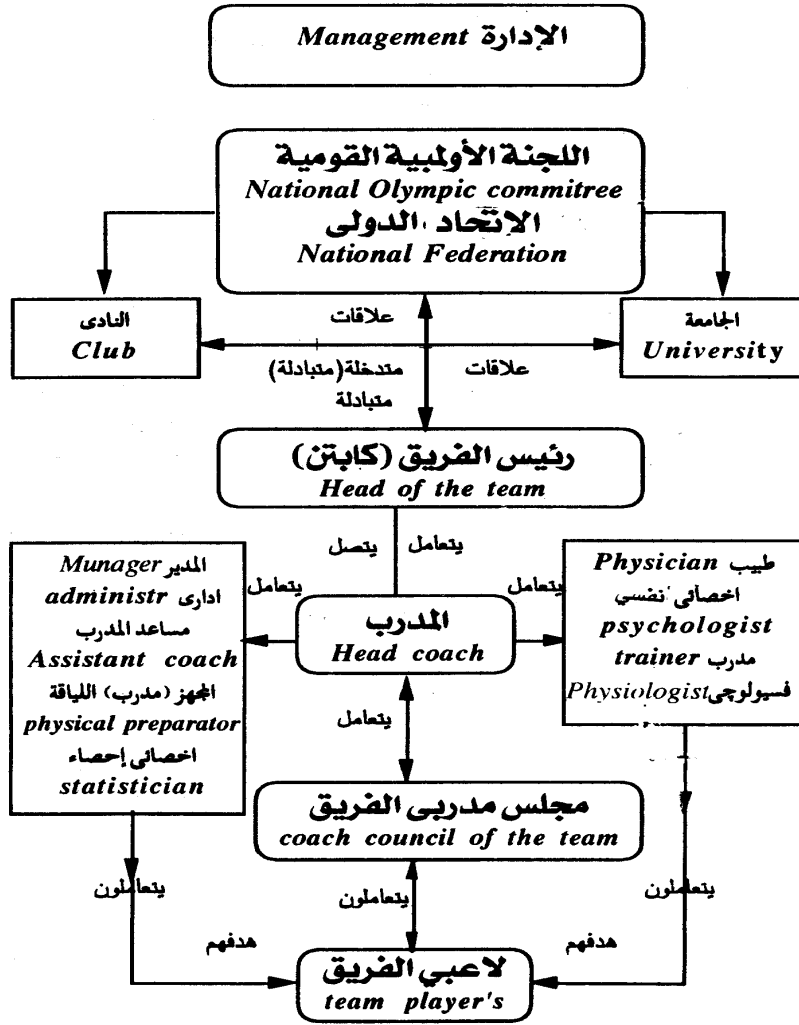 الإدارة Management
اللجنة الأولمبية القومية
National Olympic commitree
الاتحاد الدولى
National Federation
النادى
Club
الجامعة
University
علاقات
متدخلة (متبادلة)
علاقات
متبادلة
رئيس الفريق (كابتن)
Head of the team
يتصل
يتعامل
المدير Munager
ادارى administr
مساعد المدرب
Assistant coach
المجهز (مدرب) اللياقة
physical preparator
اخصائى إحصاء
statistician
يتعامل
المدرب
Head coach
يتعامل
طبيب Physician
اخصائى نفسي
psychologist
مدرب trainer
فسيولوچى Physiologist
يتعامل
مجلس مدربى الفريق
coach council of the team
يتعاملون
يتعاملون
يتعاملون
هدفهم
هدفهم
لاعبي الفريق
team player's